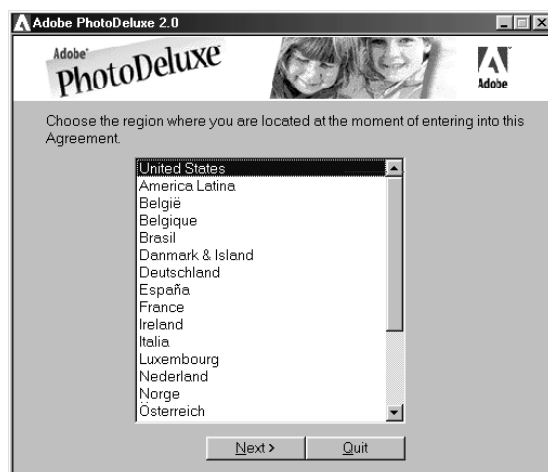 Adobe PhotoDeluxe 2.0
Adobe
PhotoDeluxe
Adobe
Choose the region where you are located at the moment of entering into this
Agreement.
United States
America Latina
België
Belgique
Brasil
Danmark & Island
Deutschland
España
France
Ireland
Italia
Luxembourg
Nederland
Norge
Österreich
Next >
Quit